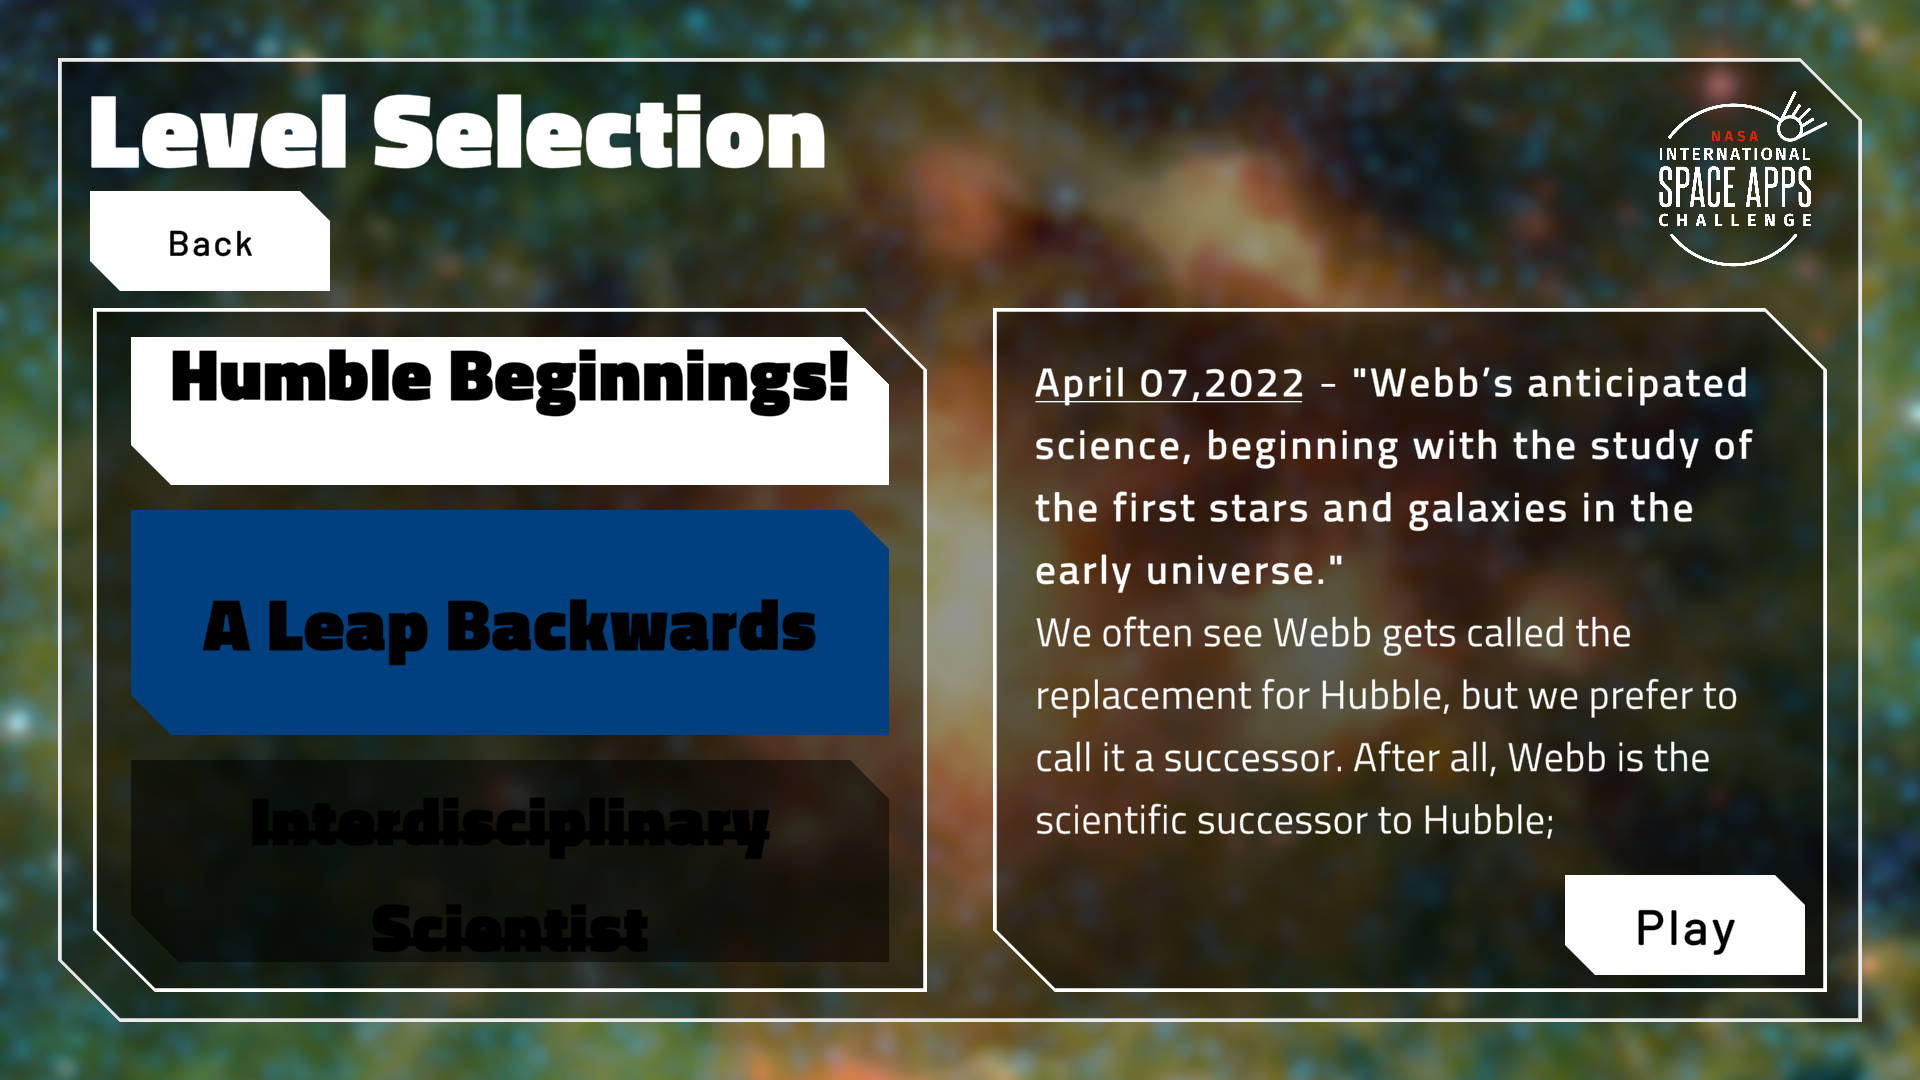 Level Selection
NASA
INTERNATIONAL
SPACE APPS
CHALLENGE
Back
Humble Beginnings!
A Leap Backwards
Interdisciplinary
Scientist
April 07,2022 - "Webb’s anticipated
science, beginning with the study of
the first stars and galaxies in the
early universe."
We often see Webb gets called the
replacement for Hubble, but we prefer to
call it a successor. After all, Webb is the
scientific successor to Hubble;
Play